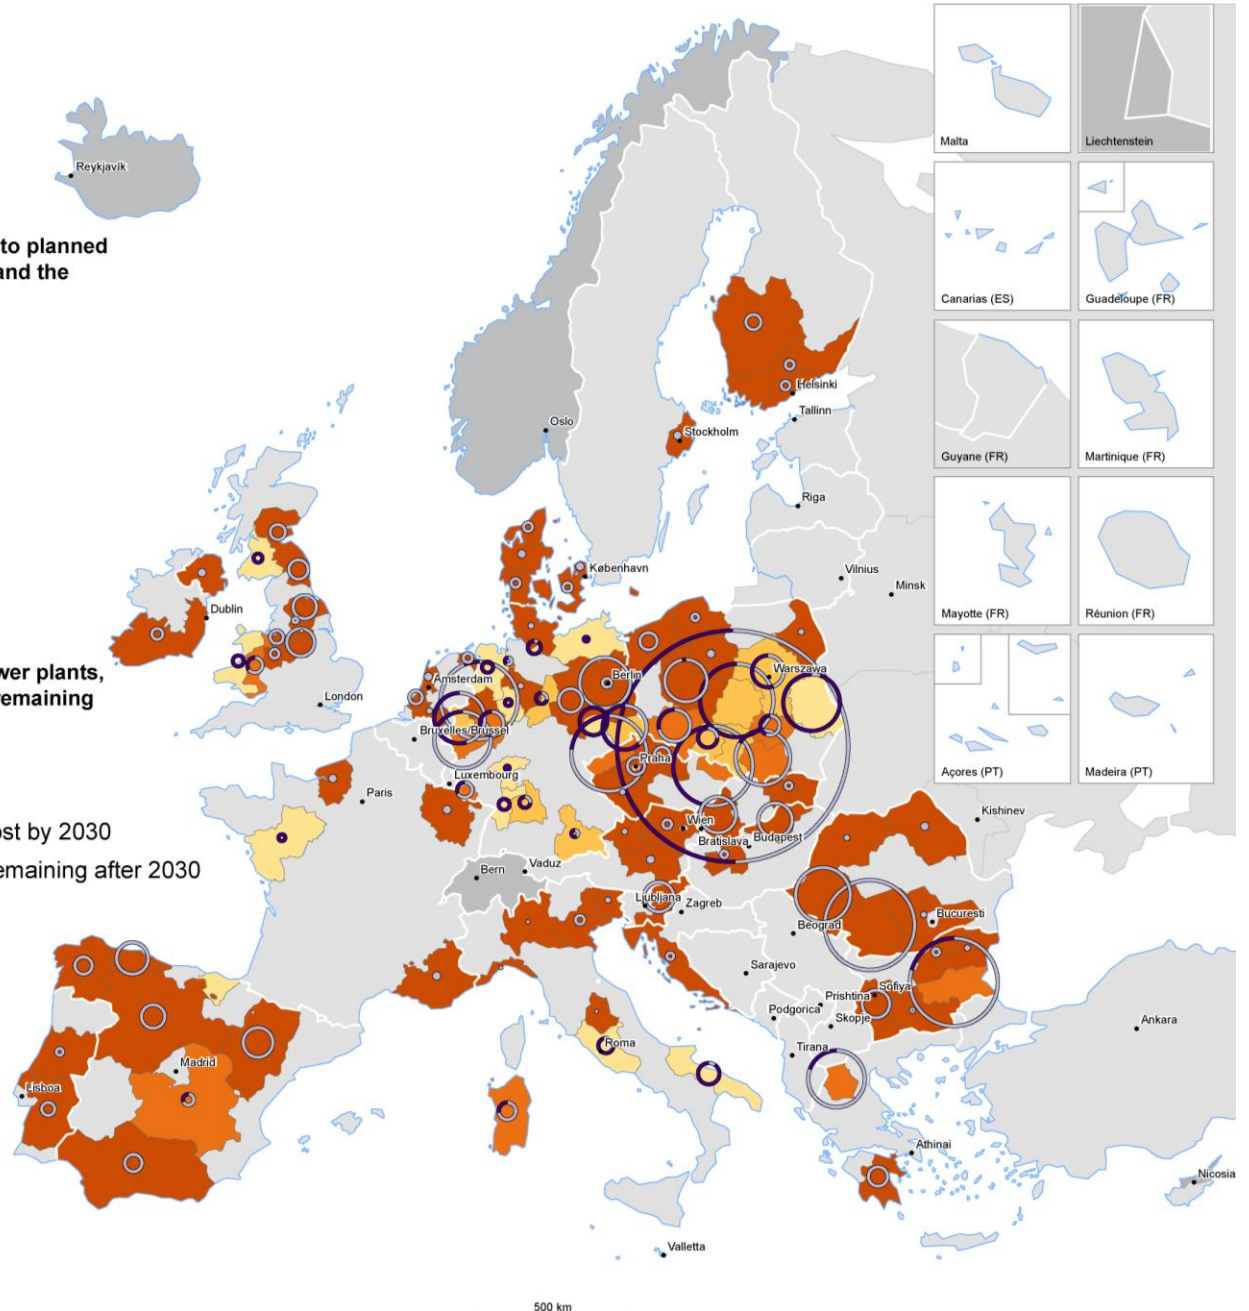 Reykjavik
to planned
and the
Oslo
Helsinki
Tallinn
Stockholm
Riga
København
Vilnius
Minsk
Dublin
wer plants,
remaining
London
Amsterdam
Berlin
Warszawa
Bruxelles/Brussel
Praha
Luxembourg
Paris
Kishinev
ost by 2030
emaining after 2030
Wien
Bratislava
Budapest
Vaduz
Bern
Ljubljana
Zagreb
Beograd
Bucuresti
Sarajevo
Prishtina
Sofiya
Podgorica
Skopje
Tirana
Ankara
Roma
Madrid
Lisboa
Athinai
Nicosia
Valletta
500 km
Malta
Liechtenstein
Canarias (ES)
Guadeloupe (FR)
Guyane (FR)
Martinique (FR)
Mayotte (FR)
Réunion (FR)
Açores (PT)
Madeira (PT)